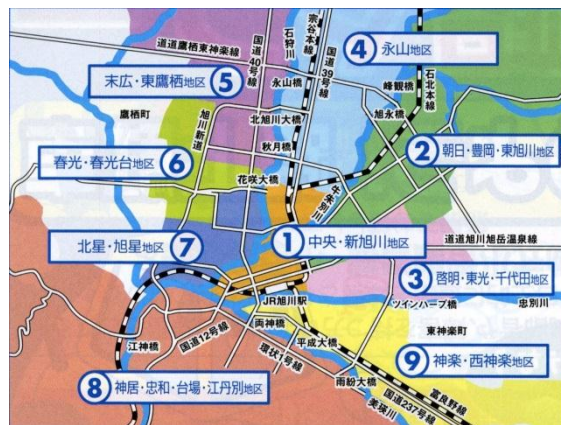 道道鷹栖東神楽線
国道40号線
石狩川
宗谷本線
国道39号線
④永山地区
石北本線
末広・東鷹栖地区⑤
永山橋
峰観橋
鷹栖町
旭川新道
北旭川大橋
旭永橋
秋月橋
②朝日・豊岡・東旭川地区
春光・春光台地区⑥
花咲大橋
牛朱別川
北星・旭星地区⑦
①中央・新旭川地区
道道旭川旭岳温泉線
③啓明・東光・千代田地区
JR旭川駅
ツインハープ橋
忠別川
江神橋
国道12号線
両神橋
平成大橋
東神楽町
環状1号線
⑨神楽・西神楽地区
⑧神居・忠和・台場・江丹別地区
雨紛大橋
富良野線
国道237号線
美瑛川